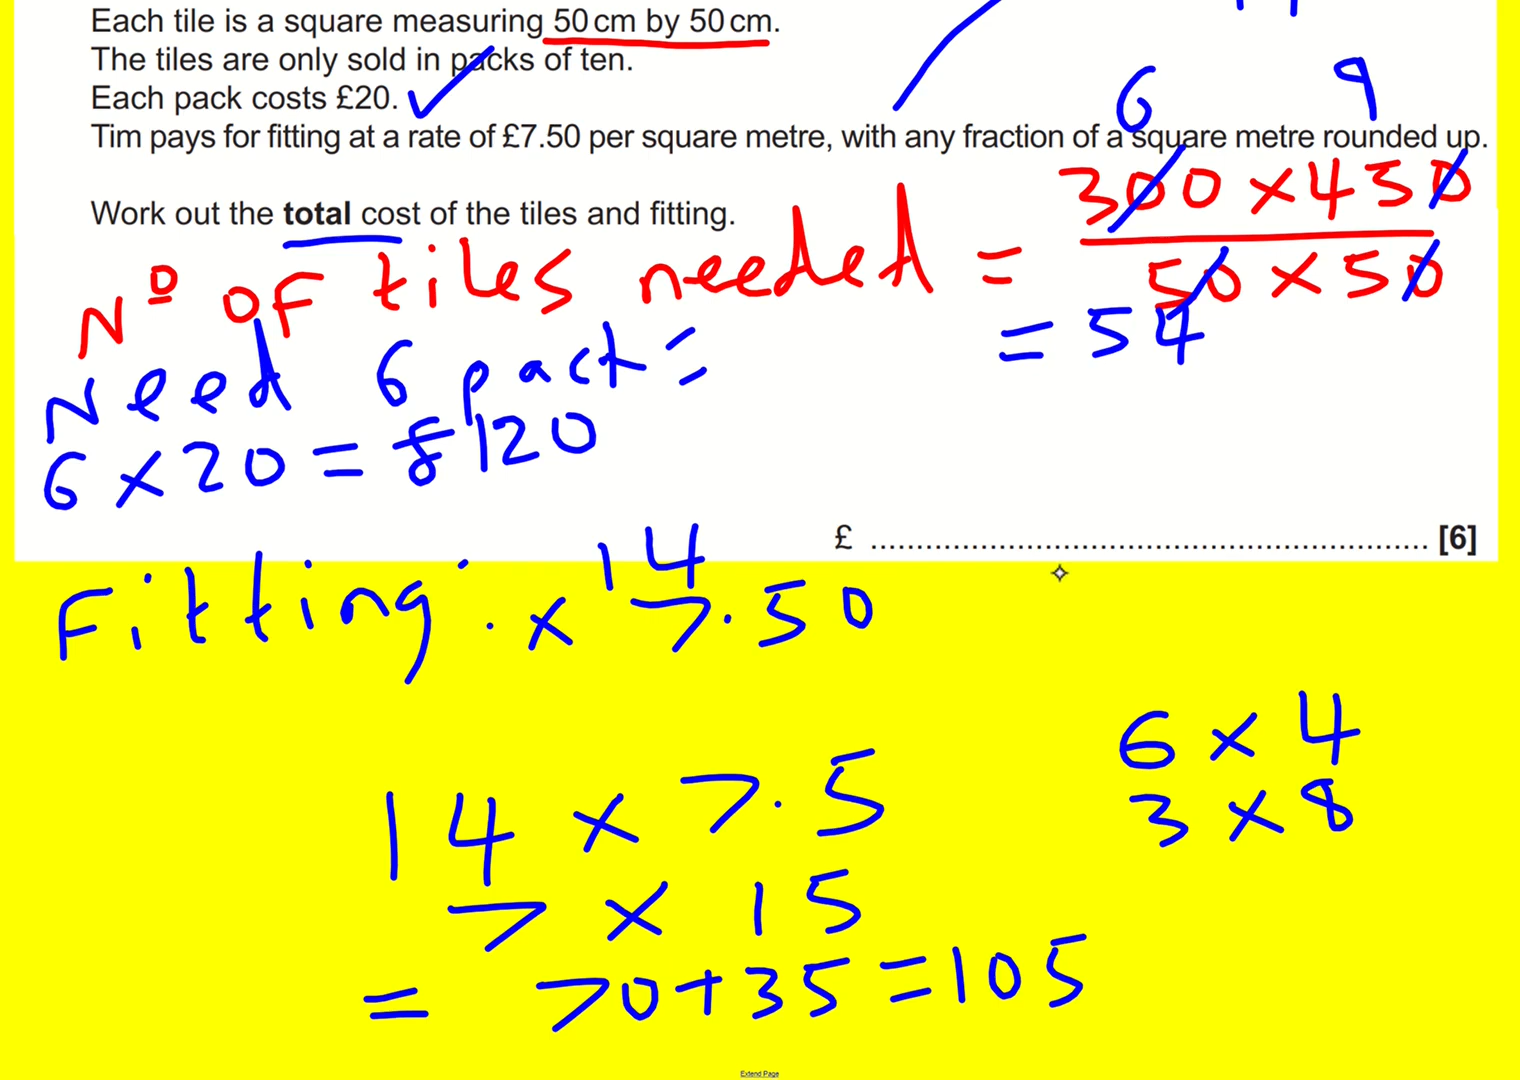 Each tile is a square measuring 50 cm by 50 cm.
The tiles are only sold in packs of ten.
Each pack costs £20.
6 9
Tim pays for fitting at a rate of £7.50 per square metre, with any fraction of a square metre rounded up.
Work out the total cost of the tiles and fitting.
300 × 450
Nº of tiles needed =
50 × 50
= 54
Need 6 packs
6 × 20 = £120
£ ........................................................ [6]
14
Fitting: × 7.50
6 × 4
14 × 7.5
3 × 8
7 × 15
= 70 + 35 = 105
Extend Page